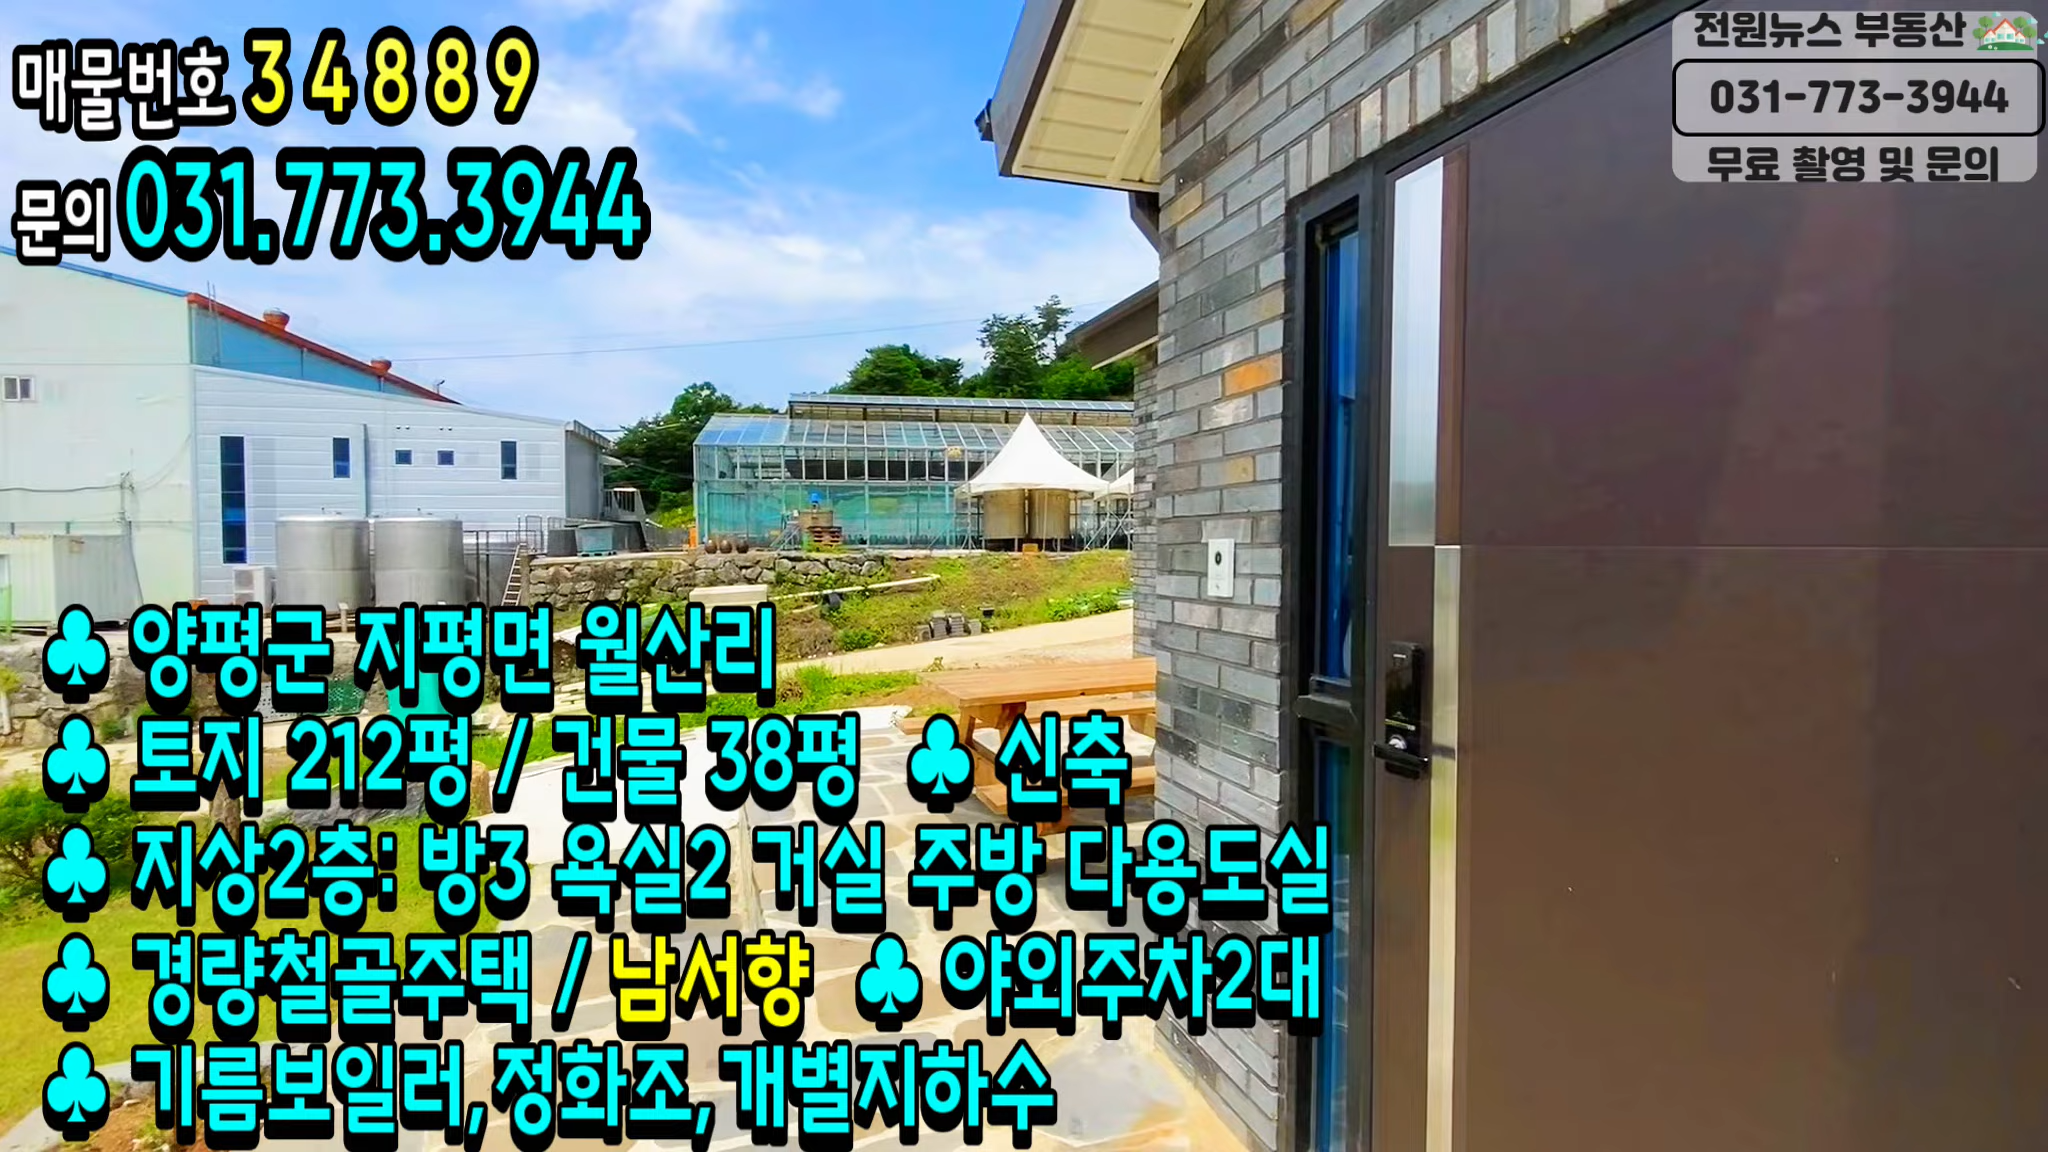 매물번호 34889
문의 031.773.3944
전원뉴스 부동산
031-773-3944
무료 촬영 및 문의
♣ 양평군 지평면 월산리
♣ 토지 212평 / 건물 38평 ♣ 신축
♣ 지상2층: 방3 욕실2 거실 주방 다용도실
♣ 경량철골주택 / 남서향 ♣ 야외주차2대
♣ 기름보일러, 정화조, 개별지하수